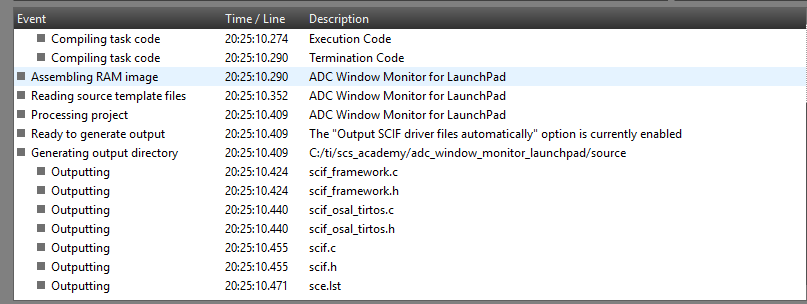 Event Time / Line Description
Compiling task code 20:25:10.274 Execution Code
Compiling task code 20:25:10.290 Termination Code
Assembling RAM image 20:25:10.290 ADC Window Monitor for LaunchPad
Reading source template files 20:25:10.352 ADC Window Monitor for LaunchPad
Processing project 20:25:10.409 ADC Window Monitor for LaunchPad
Ready to generate output 20:25:10.409 The "Output SCIF driver files automatically" option is currently enabled
Generating output directory 20:25:10.409 C:/ti/scs_academy/adc_window_monitor_launchpad/source
Outputting 20:25:10.424 scif_framework.c
Outputting 20:25:10.424 scif_framework.h
Outputting 20:25:10.440 scif_osal_tirtos.c
Outputting 20:25:10.440 scif_osal_tirtos.h
Outputting 20:25:10.455 scif.c
Outputting 20:25:10.455 scif.h
Outputting 20:25:10.471 sce.lst